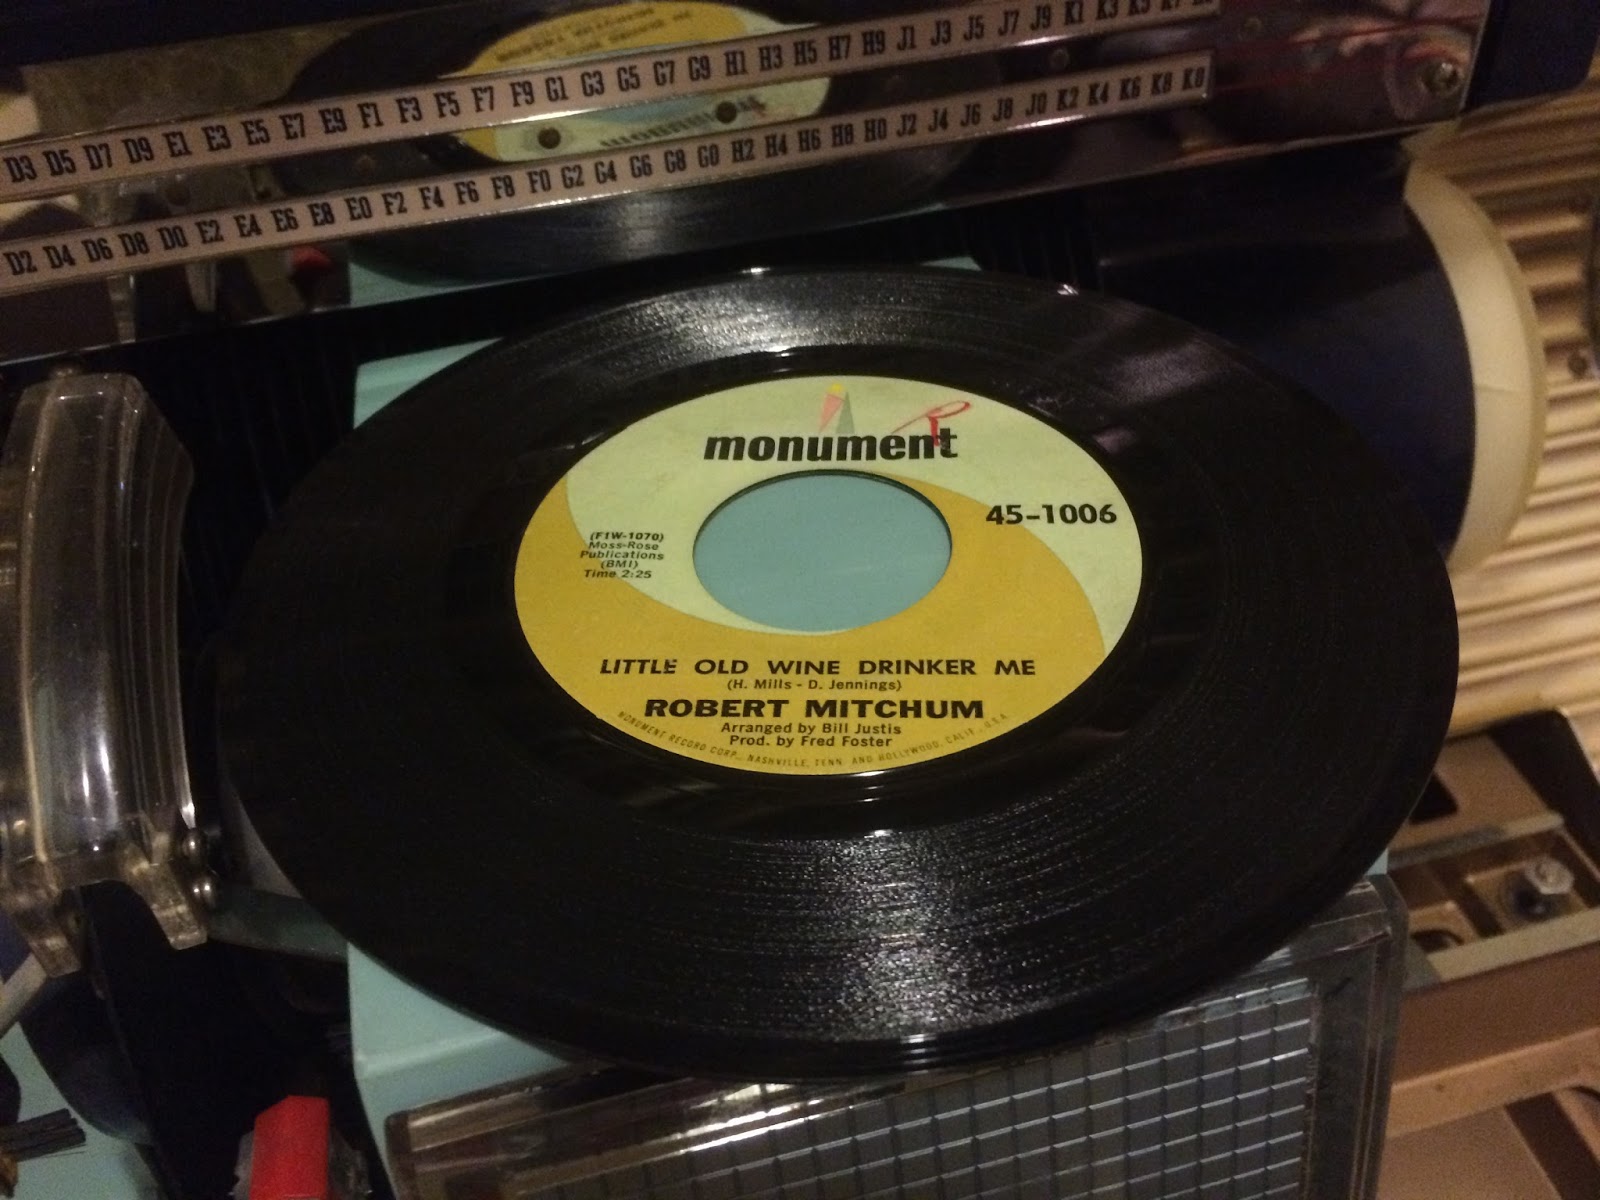 D3 D5 D7 D9 E1 E3 E5 E7 E9 F1 F3 F5 F7 F9 G1 G3 G5 G7 G9 H1 H3 H5 H7 H9 J1 J3 J5 J7 J9 K1 K3 K5 K7
D2 D4 D6 D8 D0 E2 E4 E6 E8 E0 F2 F4 F6 F8 F0 G2 G4 G6 G8 G0 H2 H4 H6 H8 H0 J2 J4 J6 J8 J0 K2 K4 K6 K8 K0
R
monument
45-1006
(F1W-1070)
Moss-Rose
Publications
(BMI)
Time 2:25
LITTLE OLD WINE DRINKER ME
(H. Mills - D. Jennings)
ROBERT MITCHUM
Arranged by Bill Justis
Prod. by Fred Foster
MONUMENT RECORD CORP., NASHVILLE, TENN. AND HOLLYWOOD, CALIF., U.S.A.